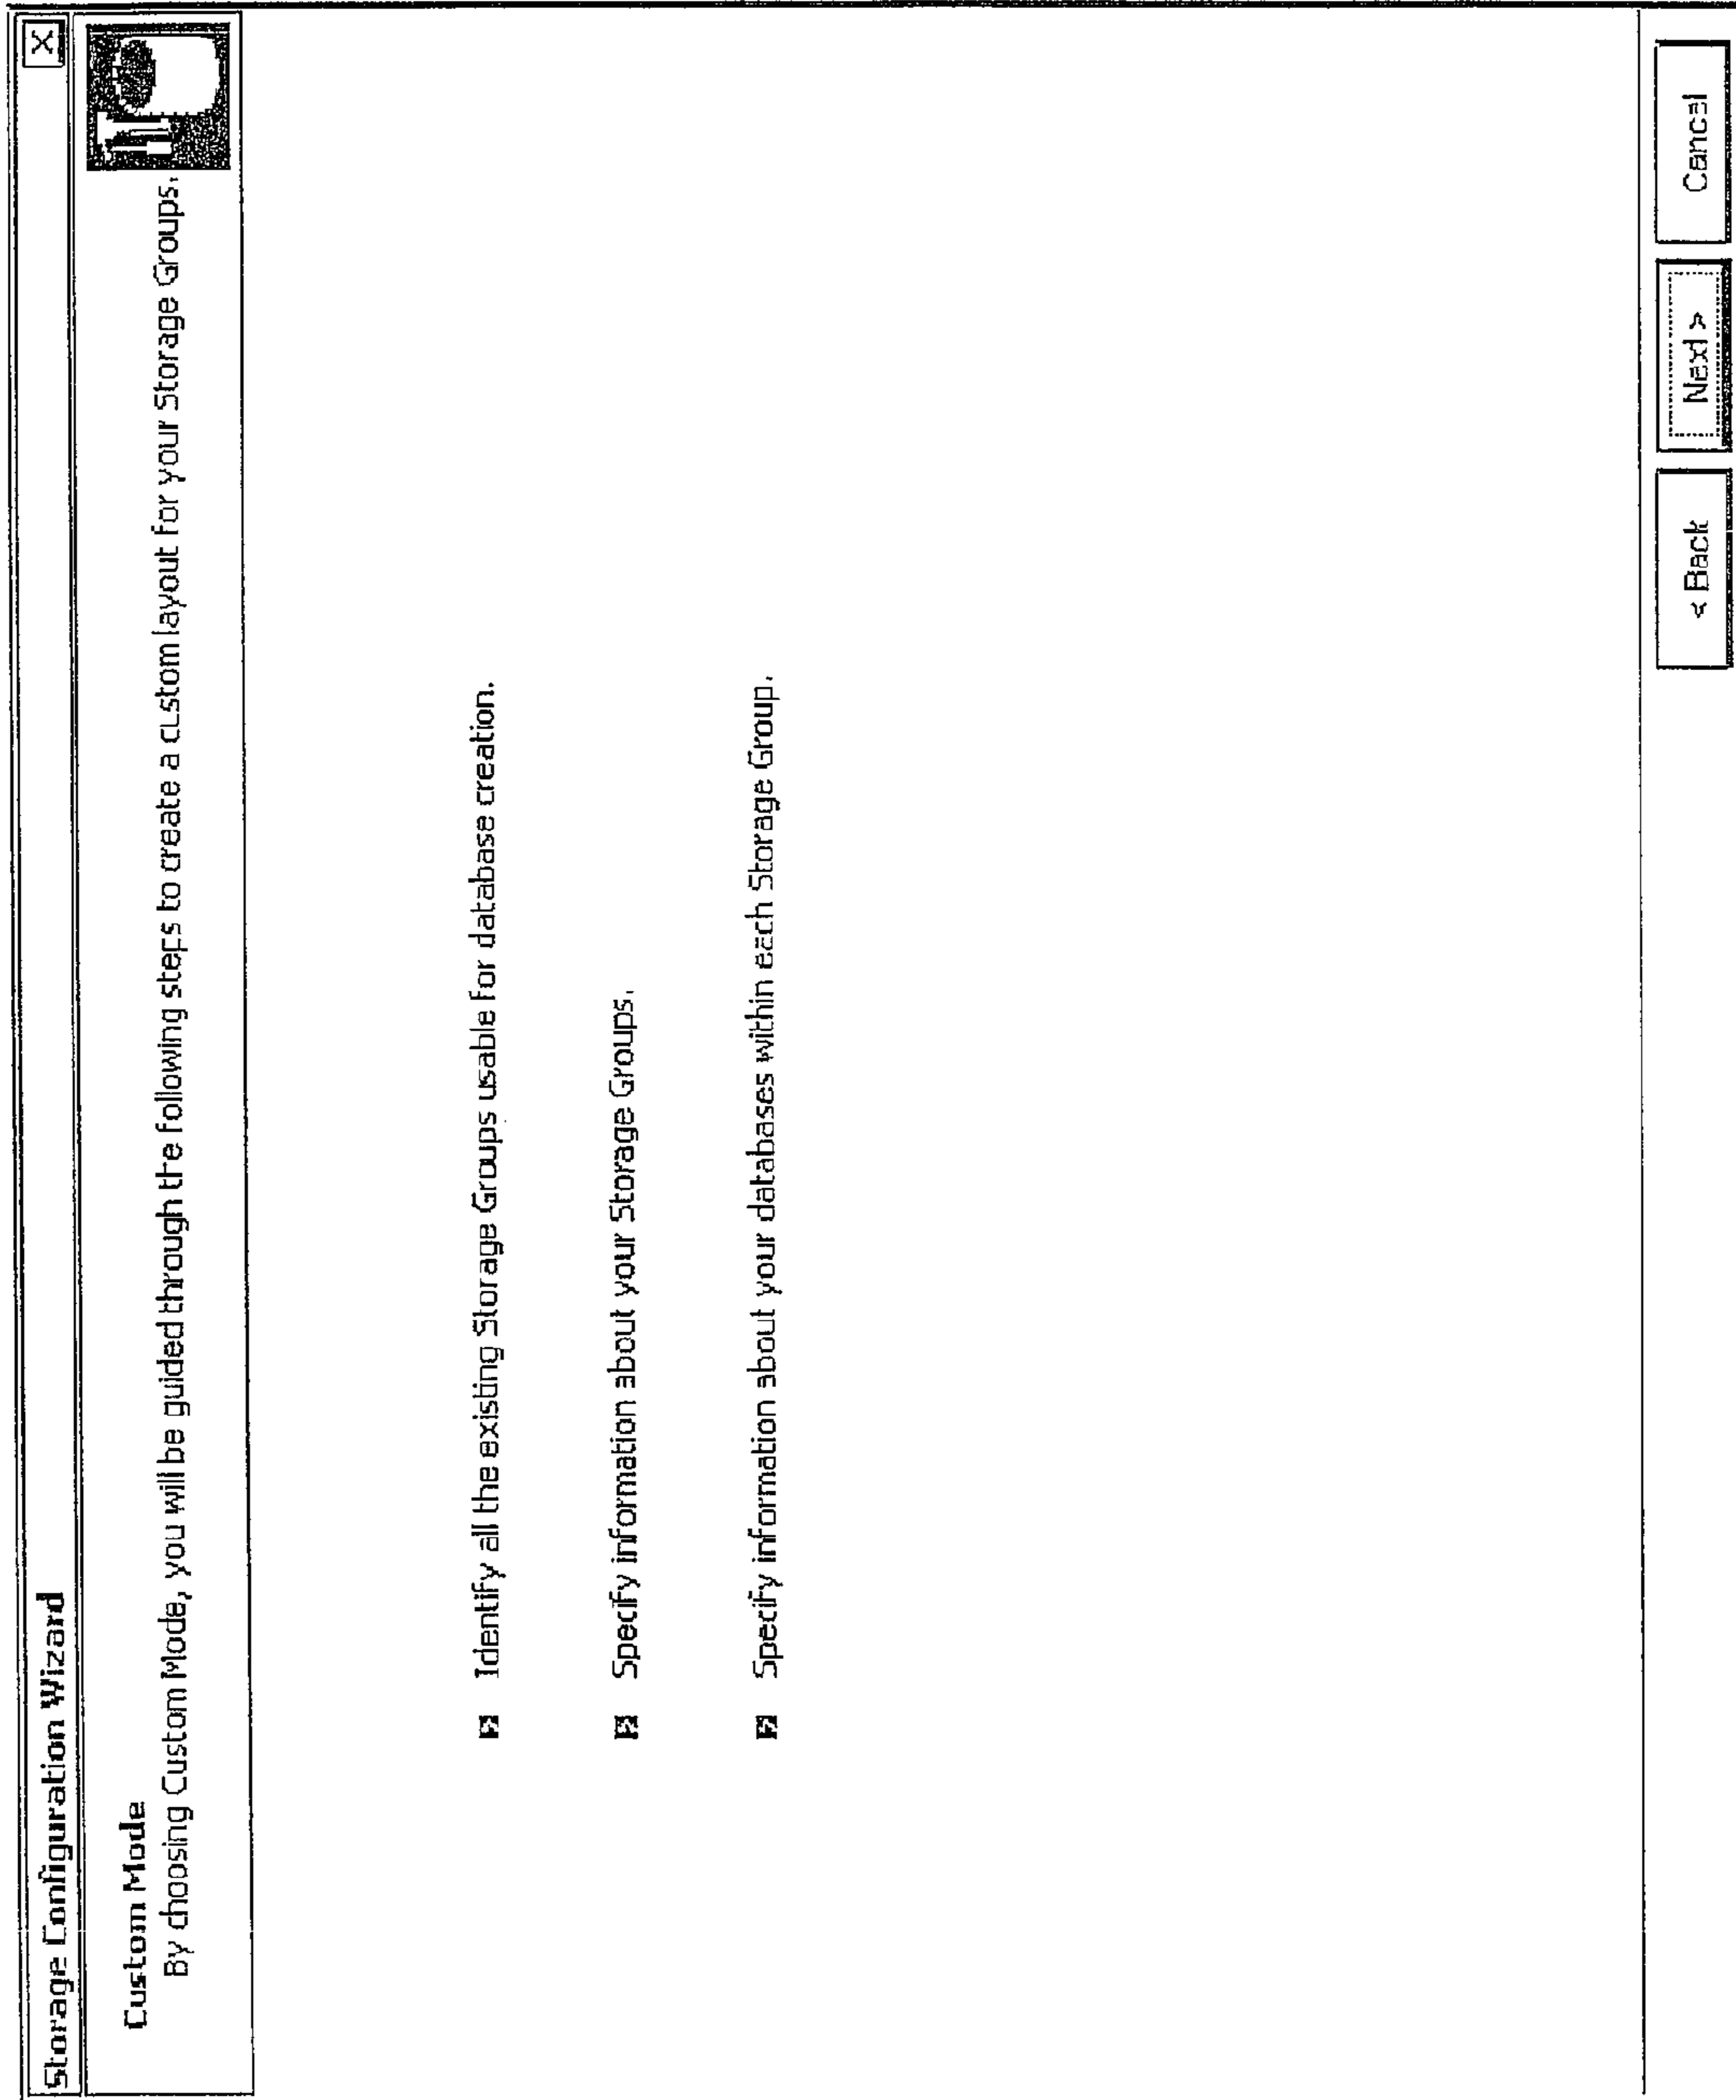 Storage Configuration Wizard
Custom Mode
By choosing Custom Mode, you will be guided through the following steps to create a custom layout for your Storage Groups.
Identify all the existing Storage Groups usable for database creation.
Specify information about your Storage Groups.
Specify information about your databases within each Storage Group.
< Back
Next >
Cancel